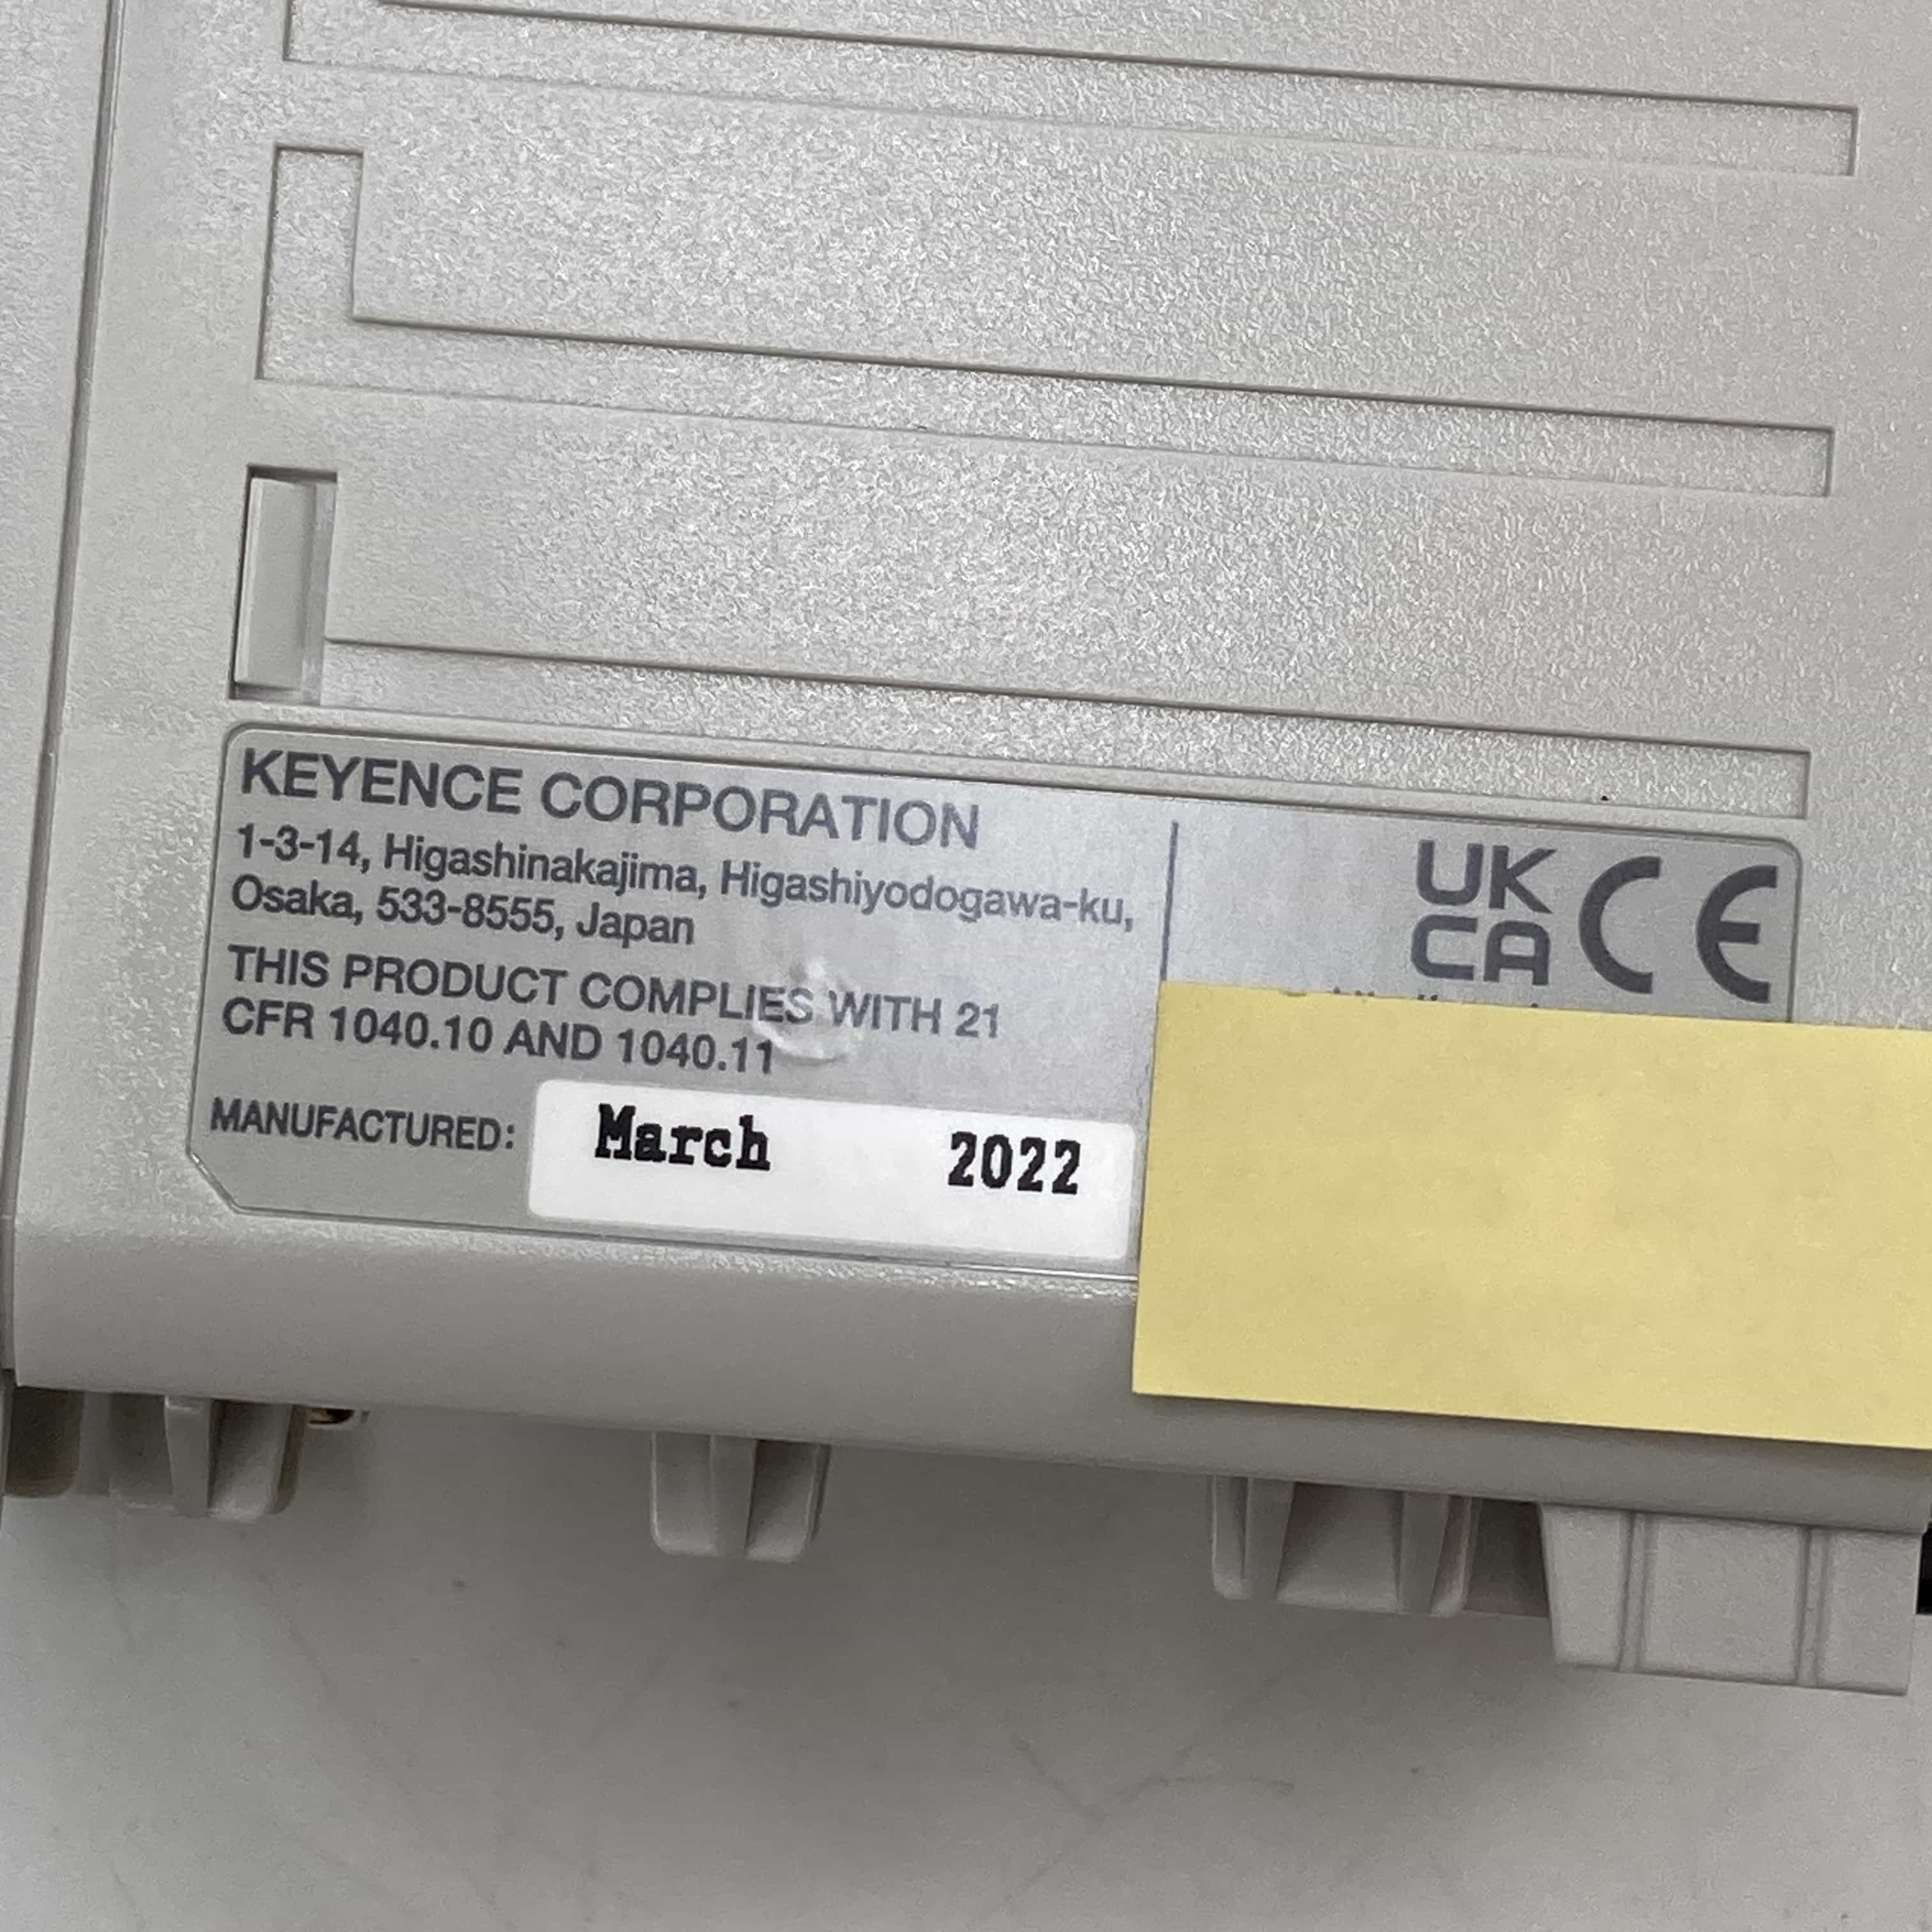 KEYENCE CORPORATION
1-3-14, Higashinakajima, Higashiyodogawa-ku,
Osaka, 533-8555, Japan
THIS PRODUCT COMPLIES WITH 21
CFR 1040.10 AND 1040.11
MANUFACTURED: March 2022
UK
CA CE